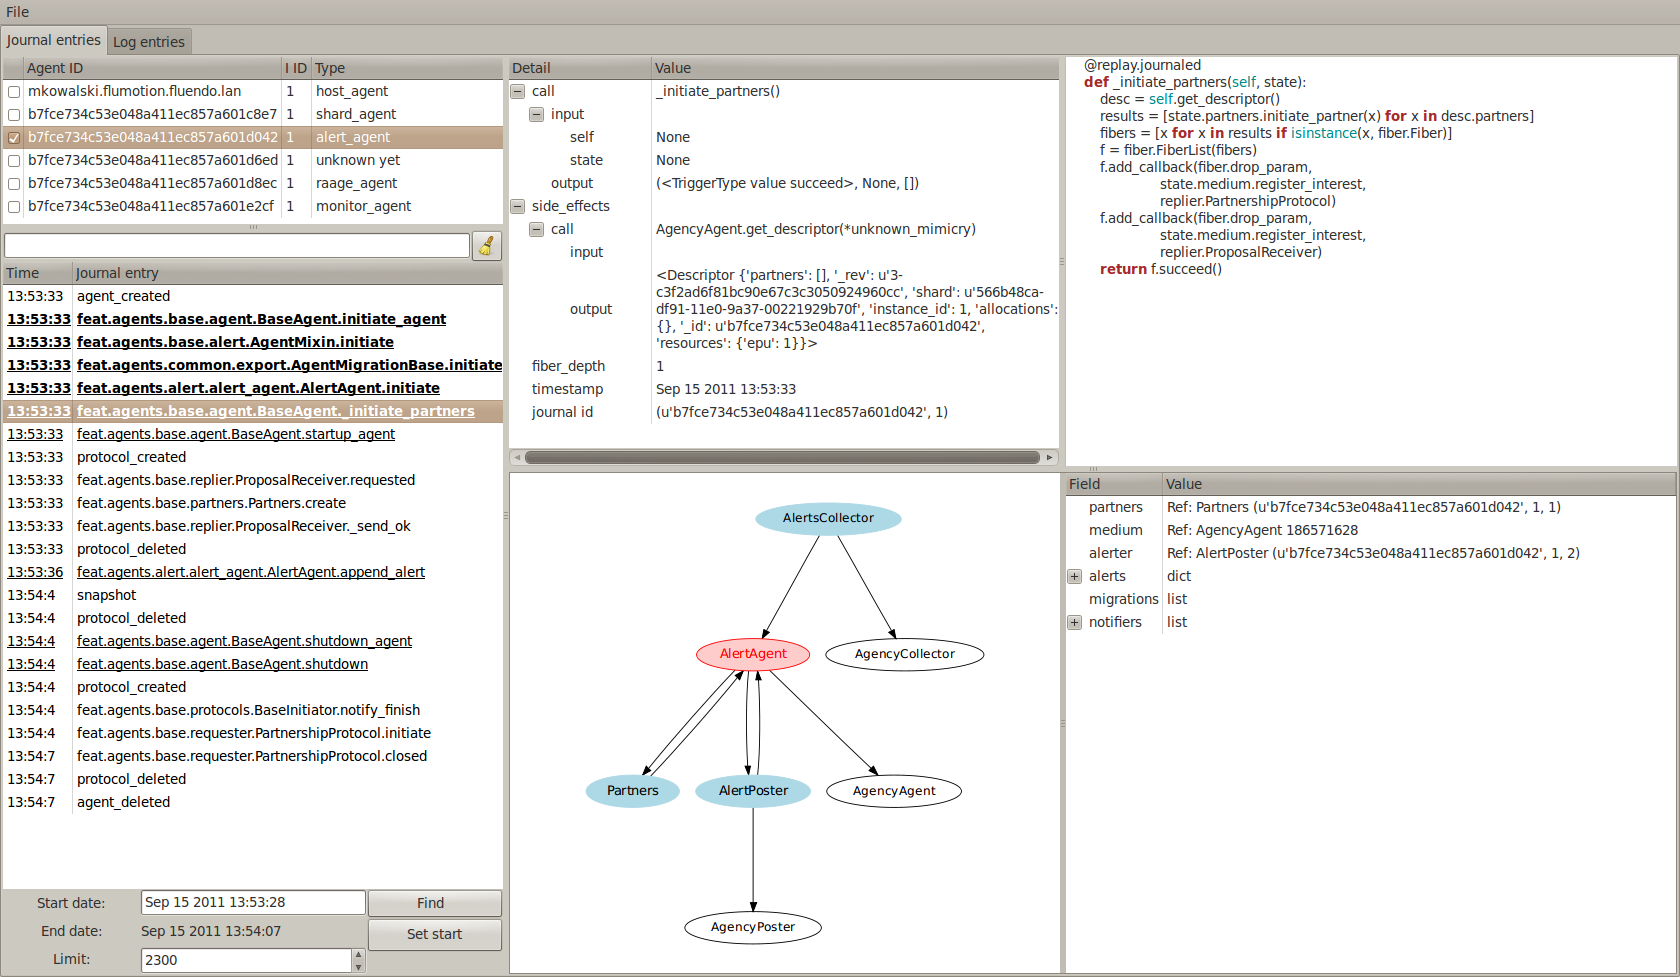 File
Journal entries
Log entries
Agent ID I ID Type
mkowalski.flumotion.fluendo.lan 1 host_agent
b7fce734c53e048a411ec857a601c8e7 1 shard_agent
b7fce734c53e048a411ec857a601d042 1 alert_agent
b7fce734c53e048a411ec857a601d6ed 1 unknown yet
b7fce734c53e048a411ec857a601d8ec 1 raage_agent
b7fce734c53e048a411ec857a601e2cf 1 monitor_agent
Time Journal entry
13:53:33 agent_created
13:53:33 feat.agents.base.agent.BaseAgent.initiate_agent
13:53:33 feat.agents.base.alert.AgentMixin.initiate
13:53:33 feat.agents.common.export.AgentMigrationBase.initiate
13:53:33 feat.agents.alert.alert_agent.AlertAgent.initiate
13:53:33 feat.agents.base.agent.BaseAgent._initiate_partners
13:53:33 feat.agents.base.agent.BaseAgent.startup_agent
13:53:33 protocol_created
13:53:33 feat.agents.base.replier.ProposalReceiver.requested
13:53:33 feat.agents.base.partners.Partners.create
13:53:33 feat.agents.base.replier.ProposalReceiver._send_ok
13:53:33 protocol_deleted
13:53:36 feat.agents.alert.alert_agent.AlertAgent.append_alert
13:54:4 snapshot
13:54:4 protocol_deleted
13:54:4 feat.agents.base.agent.BaseAgent.shutdown_agent
13:54:4 feat.agents.base.agent.BaseAgent.shutdown
13:54:4 protocol_created
13:54:4 feat.agents.base.protocols.BaseInitiator.notify_finish
13:54:4 feat.agents.base.requester.PartnershipProtocol.initiate
13:54:7 feat.agents.base.requester.PartnershipProtocol.closed
13:54:7 protocol_deleted
13:54:7 agent_deleted
Start date: Sep 15 2011 13:53:28 Find
End date: Sep 15 2011 13:54:07 Set start
Limit: 2300
Detail Value
call _initiate_partners()
input
self None
state None
output (<TriggerType value succeed>, None, [])
side_effects
call AgencyAgent.get_descriptor(*unknown_mimicry)
input
output <Descriptor {'partners': [], '_rev': u'3-
c3f2ad6f81bc90e67c3c3050924960cc', 'shard': u'566b48ca-
df91-11e0-9a37-00221929b70f', 'instance_id': 1, 'allocations':
{}, '_id': u'b7fce734c53e048a411ec857a601d042',
'resources': {'epu': 1}}>
fiber_depth 1
timestamp Sep 15 2011 13:53:33
journal id (u'b7fce734c53e048a411ec857a601d042', 1)
@replay.journaled
def _initiate_partners(self, state):
desc = self.get_descriptor()
results = [state.partners.initiate_partner(x) for x in desc.partners]
fibers = [x for x in results if isinstance(x, fiber.Fiber)]
f = fiber.FiberList(fibers)
f.add_callback(fiber.drop_param,
state.medium.register_interest,
replier.PartnershipProtocol)
f.add_callback(fiber.drop_param,
state.medium.register_interest,
replier.ProposalReceiver)
return f.succeed()
AlertsCollector
AlertAgent
AgencyCollector
Partners
AlertPoster
AgencyAgent
AgencyPoster
Field Value
partners Ref: Partners (u'b7fce734c53e048a411ec857a601d042', 1, 1)
medium Ref: AgencyAgent 186571628
alerter Ref: AlertPoster (u'b7fce734c53e048a411ec857a601d042', 1, 2)
alerts dict
migrations list
notifiers list